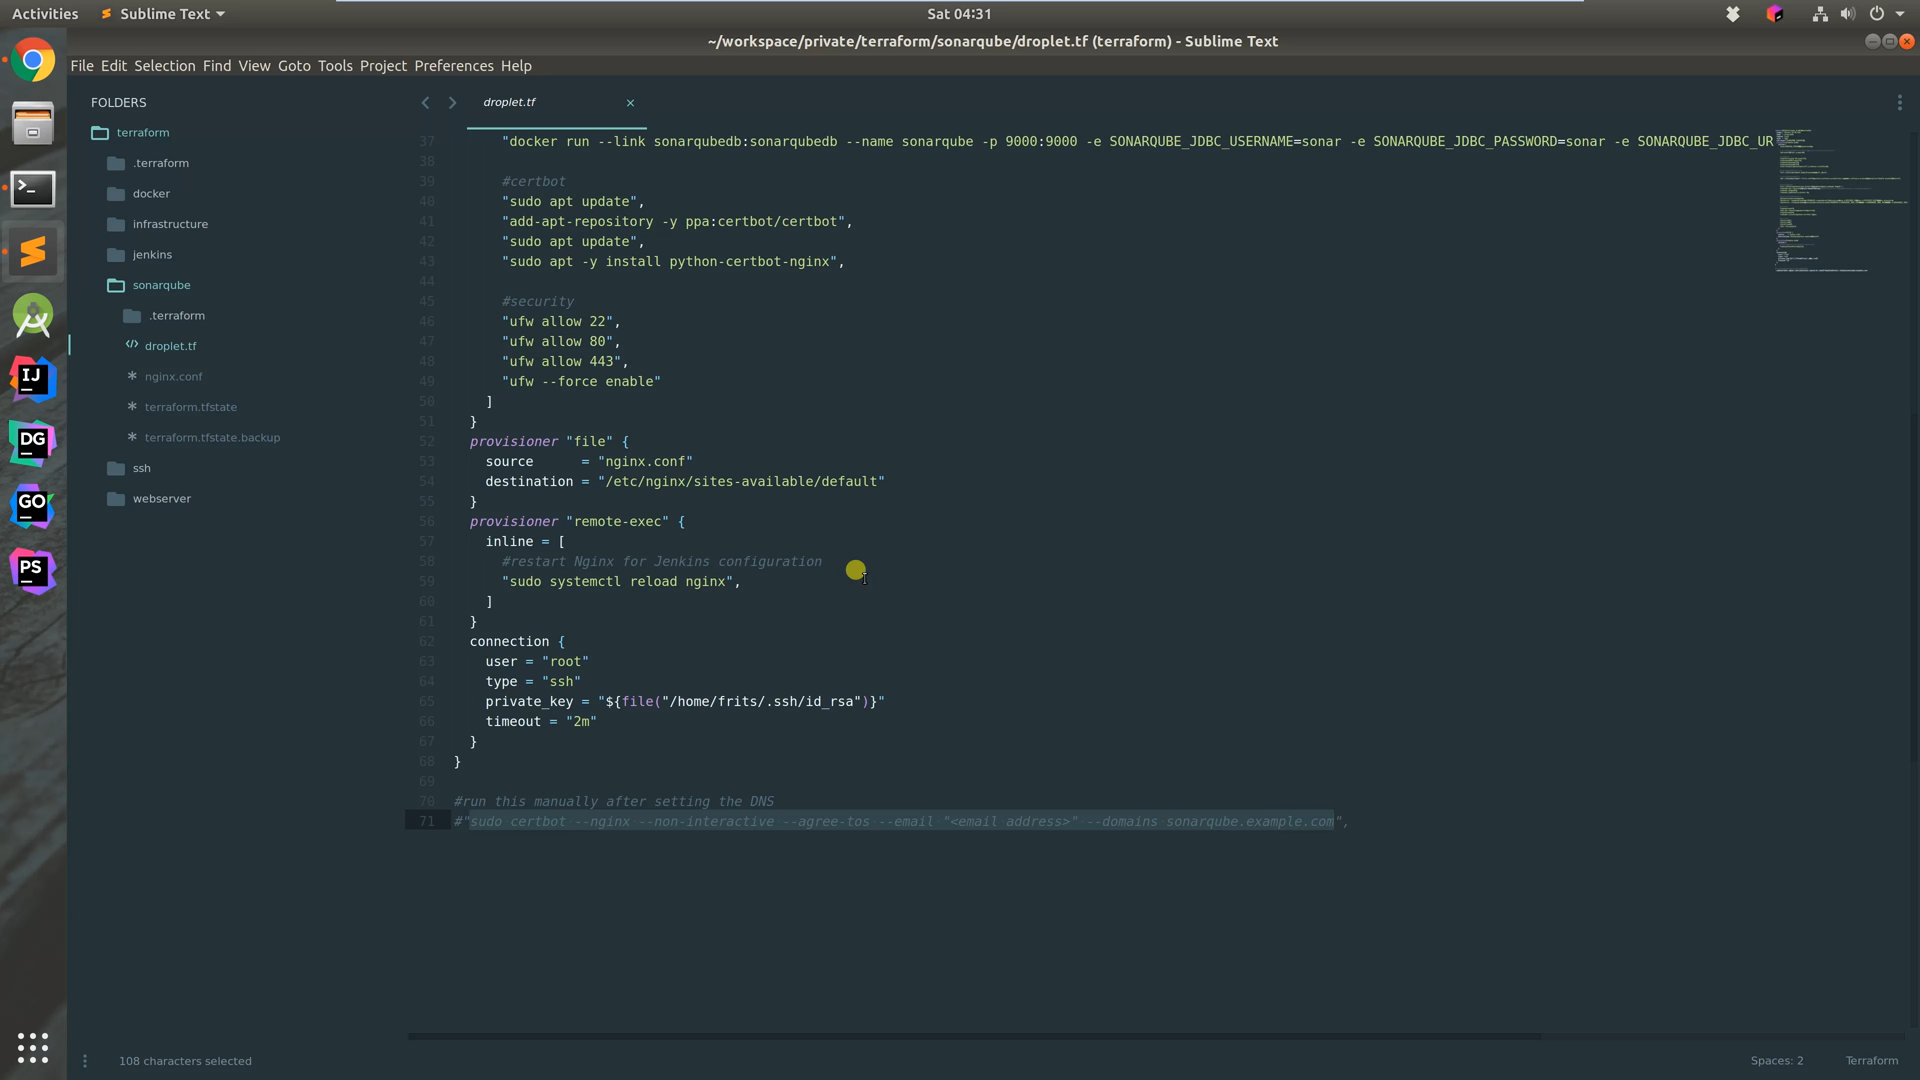 Activities
Sublime Text
Sat 04:31
~/workspace/private/terraform/sonarqube/droplet.tf (terraform) - Sublime Text
File Edit Selection Find View Goto Tools Project Preferences Help
FOLDERS
terraform
.terraform
docker
infrastructure
jenkins
sonarqube
.terraform
droplet.tf
nginx.conf
terraform.tfstate
terraform.tfstate.backup
ssh
webserver
IJ
DG
GO
PS
droplet.tf
37 "docker run --link sonarqubedb:sonarqubedb --name sonarqube -p 9000:9000 -e SONARQUBE_JDBC_USERNAME=sonar -e SONARQUBE_JDBC_PASSWORD=sonar -e SONARQUBE_JDBC_UR
38
39 #certbot
40 "sudo apt update",
41 "add-apt-repository -y ppa:certbot/certbot",
42 "sudo apt update",
43 "sudo apt -y install python-certbot-nginx",
44
45 #security
46 "ufw allow 22",
47 "ufw allow 80",
48 "ufw allow 443",
49 "ufw --force enable"
50 ]
51 }
52 provisioner "file" {
53 source = "nginx.conf"
54 destination = "/etc/nginx/sites-available/default"
55 }
56 provisioner "remote-exec" {
57 inline = [
58 #restart Nginx for Jenkins configuration
59 "sudo systemctl reload nginx",
60 ]
61 }
62 connection {
63 user = "root"
64 type = "ssh"
65 private_key = "${file("/home/frits/.ssh/id_rsa")}"
66 timeout = "2m"
67 }
68 }
69
70 #run this manually after setting the DNS
71 #"sudo certbot --nginx --non-interactive --agree-tos --email "<email address>" --domains sonarqube.example.com",
108 characters selected
Spaces: 2
Terraform